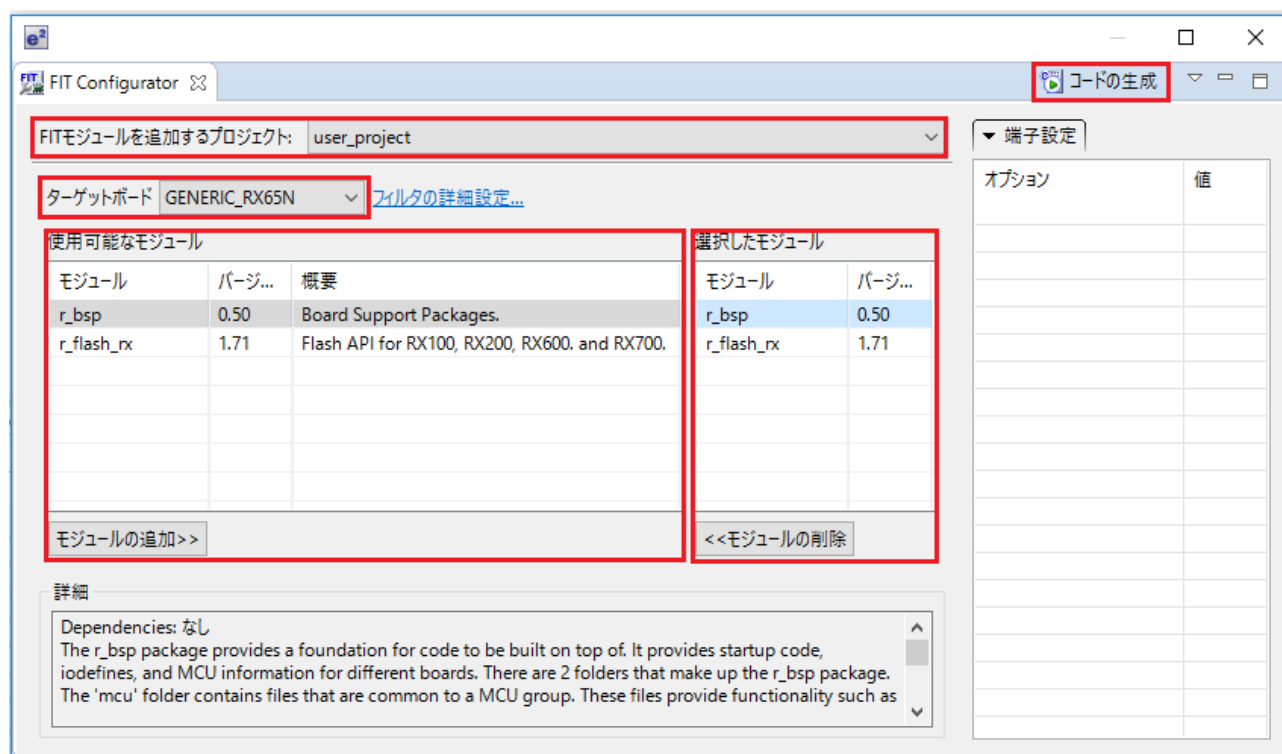 e²
FIT Configurator
コードの生成
FITモジュールを追加するプロジェクト: user_project
ターゲットボード GENERIC_RX65N フィルタの詳細設定...
使用可能なモジュール
モジュール バージ... 概要
r_bsp 0.50 Board Support Packages.
r_flash_rx 1.71 Flash API for RX100, RX200, RX600. and RX700.
モジュールの追加>>
選択したモジュール
モジュール バージ...
r_bsp 0.50
r_flash_rx 1.71
<<モジュールの削除
詳細
Dependencies: なし
The r_bsp package provides a foundation for code to be built on top of. It provides startup code,
iodefines, and MCU information for different boards. There are 2 folders that make up the r_bsp package.
The 'mcu' folder contains files that are common to a MCU group. These files provide functionality such as
端子設定
オプション 値